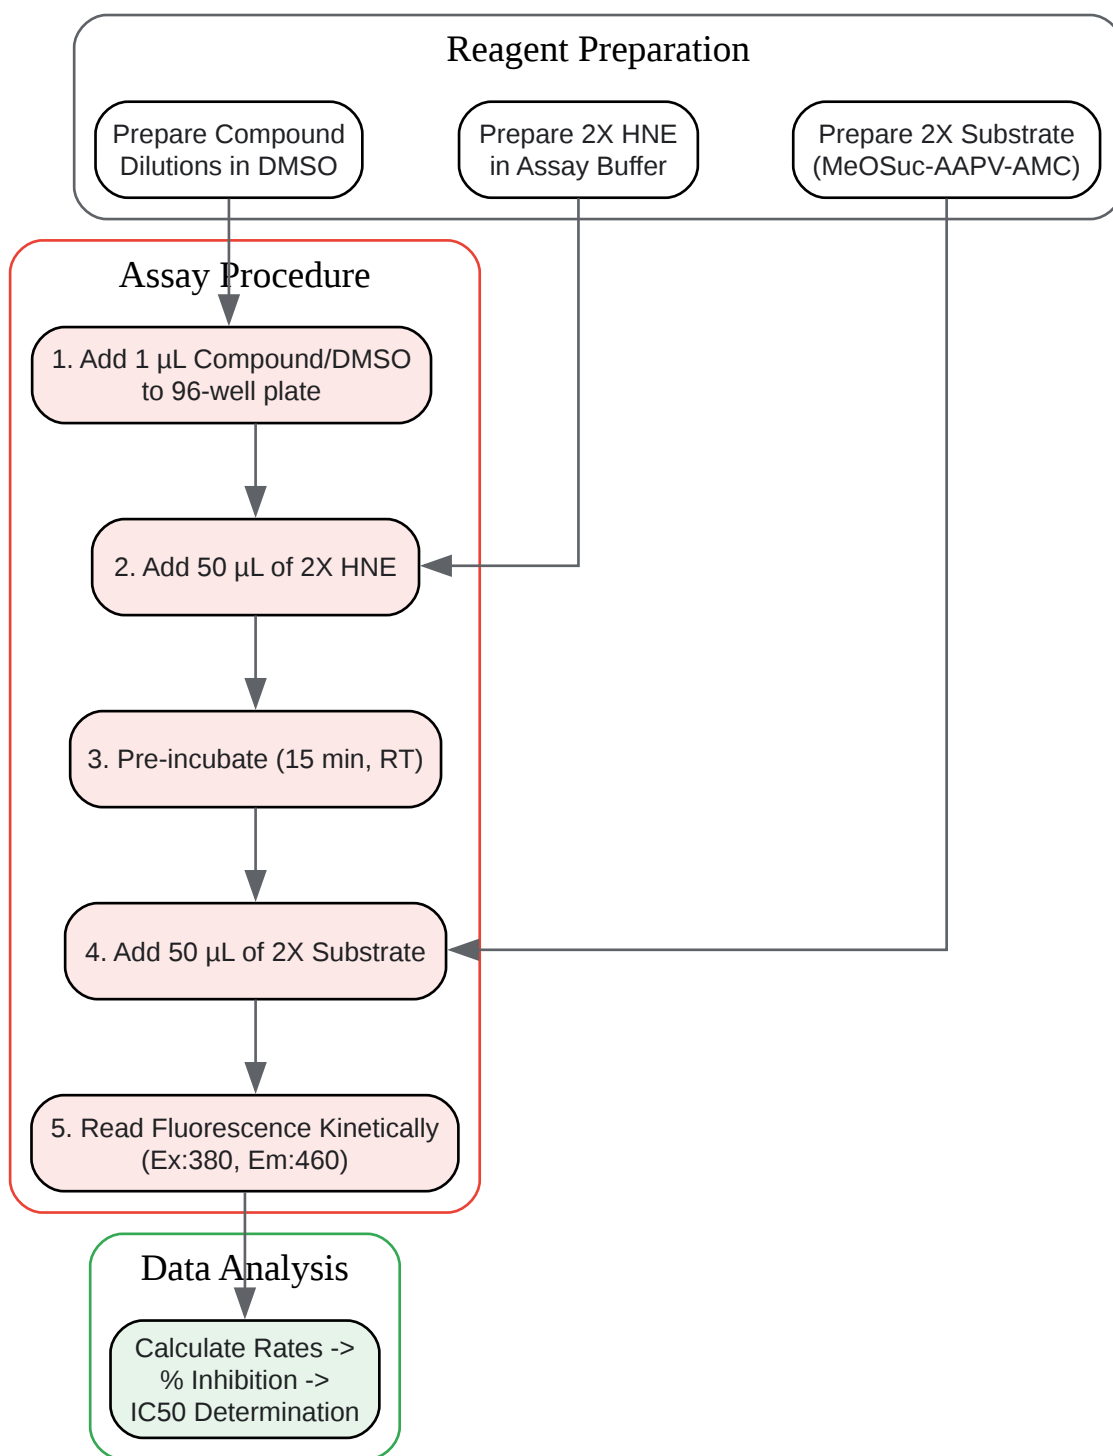 Reagent Preparation
Prepare Compound
Dilutions in DMSO
Prepare 2X HNE
in Assay Buffer
Prepare 2X Substrate
(MeOSuc-AAPV-AMC)
Assay Procedure
1. Add 1 µL Compound/DMSO
to 96-well plate
2. Add 50 µL of 2X HNE
3. Pre-incubate (15 min, RT)
4. Add 50 µL of 2X Substrate
5. Read Fluorescence Kinetically
(Ex:380, Em:460)
Data Analysis
Calculate Rates ->
% Inhibition ->
IC50 Determination